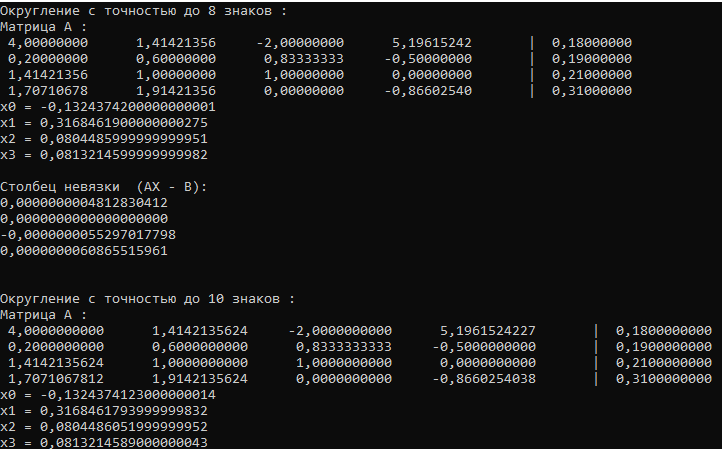 Округление с точностью до 8 знаков :
Матрица A :
4,00000000 1,41421356 -2,00000000 5,19615242 | 0,18000000
0,20000000 0,60000000 0,83333333 -0,50000000 | 0,19000000
1,41421356 1,00000000 1,00000000 0,00000000 | 0,21000000
1,70710678 1,91421356 0,00000000 -0,86602540 | 0,31000000
x0 = -0,1324374200000000001
x1 = 0,3168461900000000275
x2 = 0,0804485999999999951
x3 = 0,0813214599999999982
Столбец невязки (AX - B):
0,0000000004812830412
0,0000000000000000000
-0,0000000055297017798
0,0000000060865515961
Округление с точностью до 10 знаков :
Матрица A :
4,0000000000 1,4142135624 -2,0000000000 5,1961524227 | 0,1800000000
0,2000000000 0,6000000000 0,8333333333 -0,5000000000 | 0,1900000000
1,4142135624 1,0000000000 1,0000000000 0,0000000000 | 0,2100000000
1,7071067812 1,9142135624 0,0000000000 -0,8660254038 | 0,3100000000
x0 = -0,1324374123000000014
x1 = 0,3168461793999999832
x2 = 0,0804486051999999952
x3 = 0,0813214589000000043